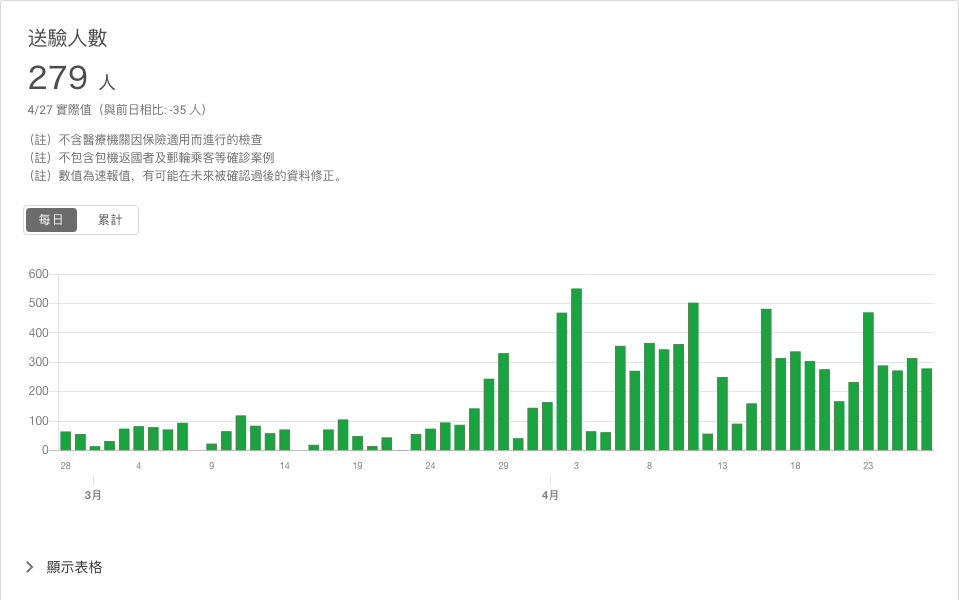 送驗人數
279 人
4/27 實際值（與前日相比: -35 人）
（註）不含醫療機關因保險適用而進行的檢查
（註）不包含包機返國者及郵輪乘客等確診案例
（註）數值為速報值，有可能在未來被確認過後的資料修正。
每日 累計
600
500
400
300
200
100
0
28 4 9 14 19 24 29 3 8 13 18 23
3月 4月
顯示表格